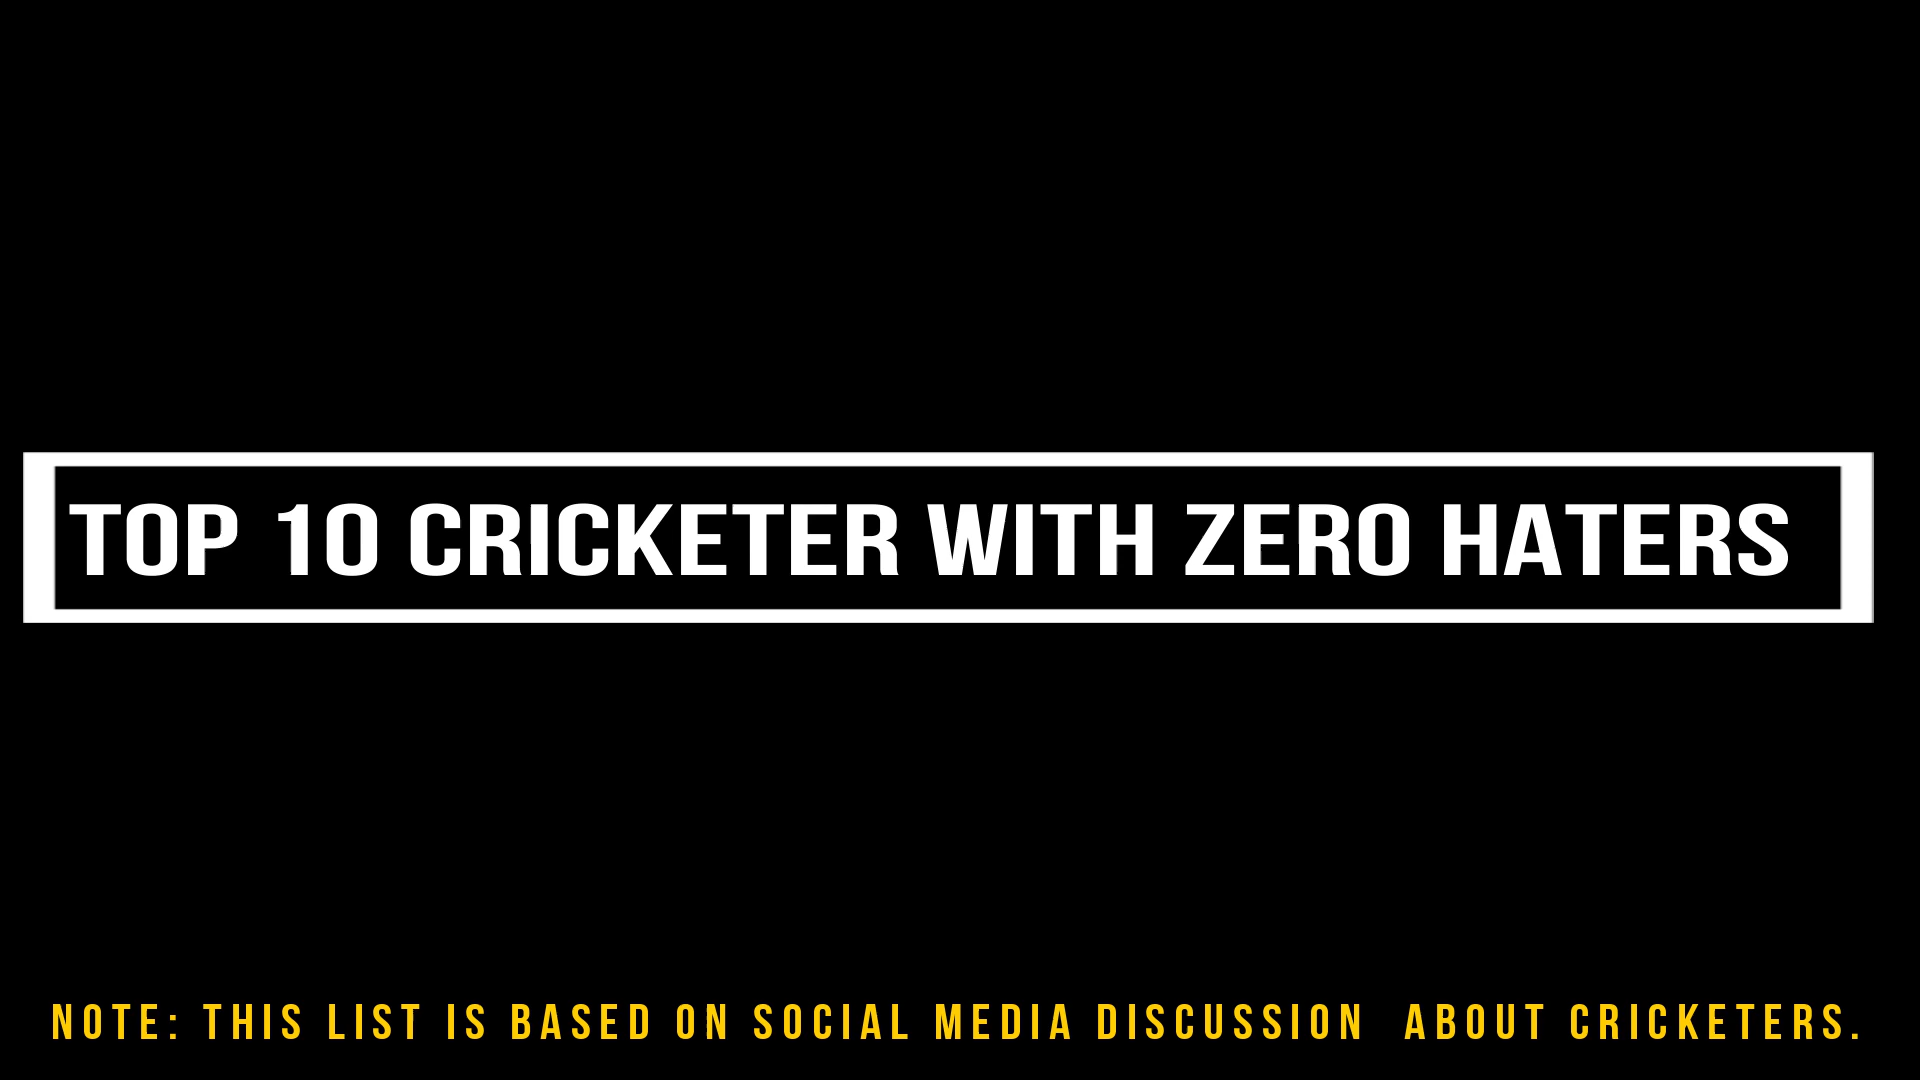 TOP 10 CRICKETER WITH ZERO HATERS
NOTE: THIS LIST IS BASED ON SOCIAL MEDIA DISCUSSION ABOUT CRICKETERS.